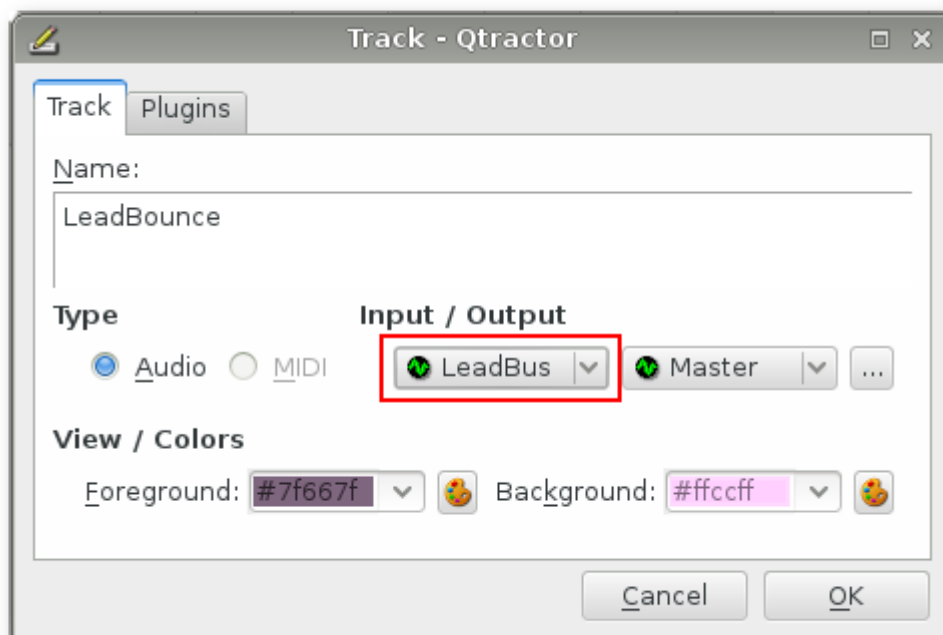 Track - Qtractor
Track Plugins
Name:
LeadBounce
Type Input / Output
Audio MIDI LeadBus Master ...
View / Colors
Foreground: #7f667f Background: #ffccff
Cancel OK